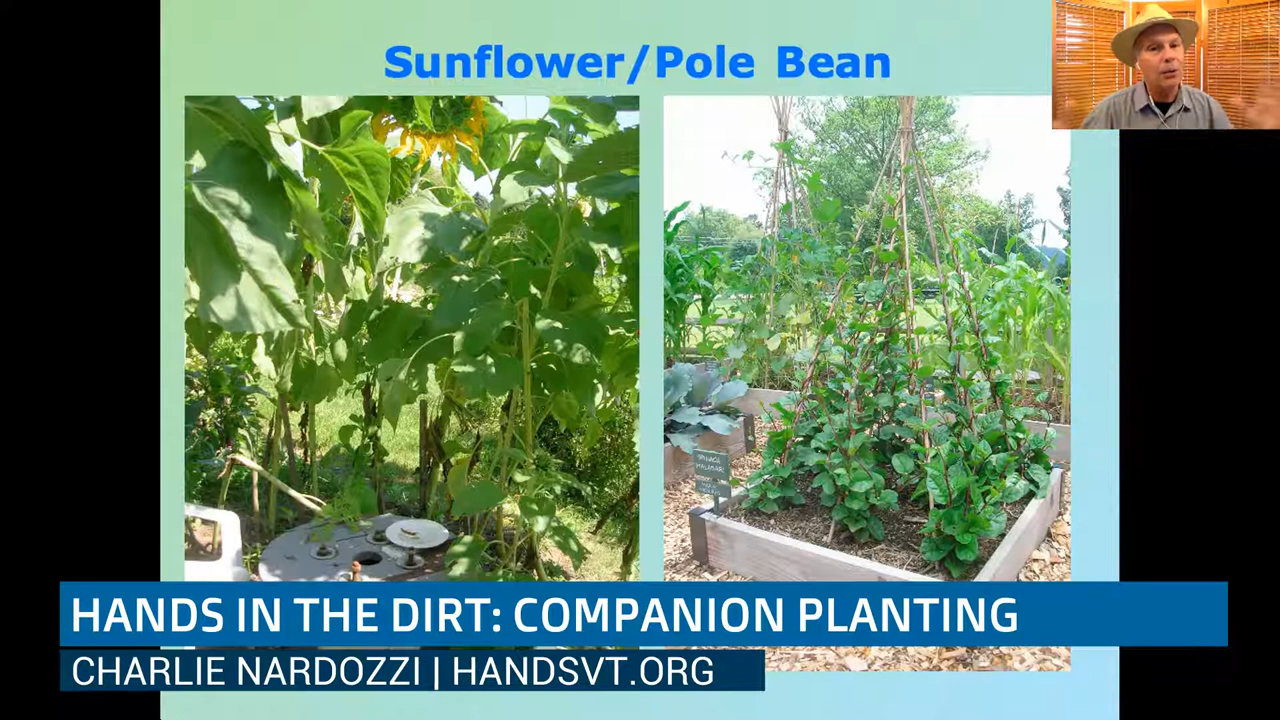 Sunflower/Pole Bean
SPINACH
MALABAR
HANDS IN THE DIRT: COMPANION PLANTING
CHARLIE NARDOZZI | HANDSVT.ORG